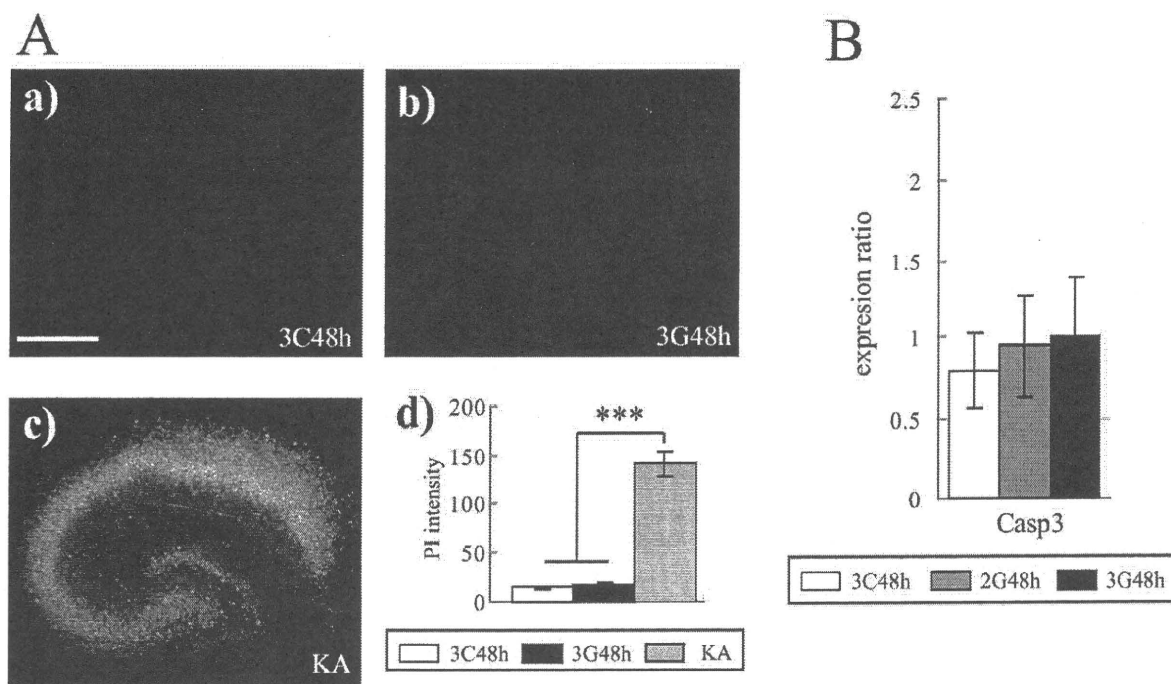 A
a)
3C48h
b)
3G48h
c)
KA
d)
PI intensity
200
150
100
50
0
***
3C48h 3G48h KA
B
expresion ratio
2.5
2
1.5
1
0.5
0
Casp3
3C48h 2G48h 3G48h